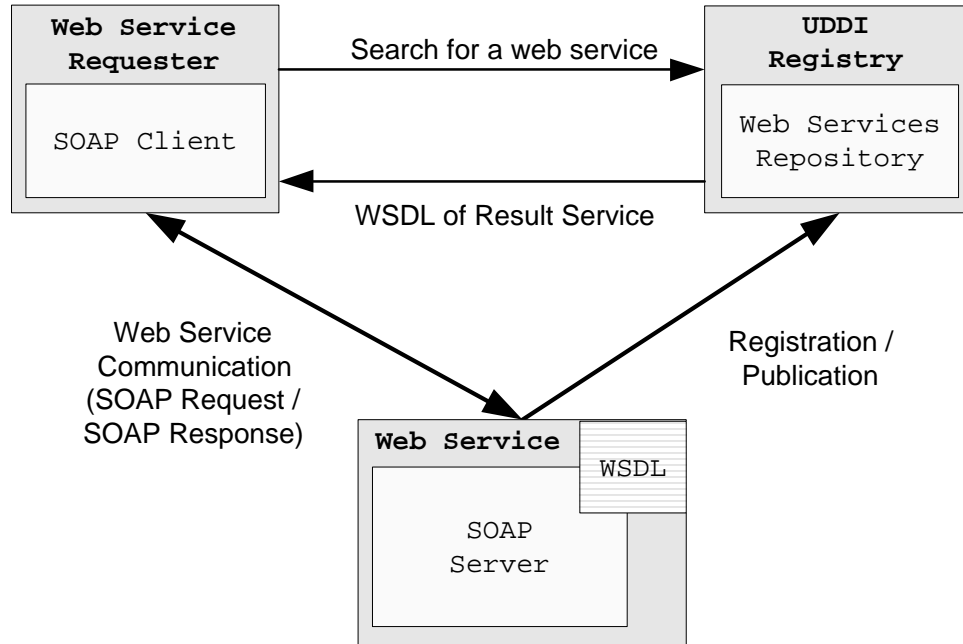 Web Service
Requester
SOAP Client
Search for a web service
UDDI
Registry
Web Services
Repository
WSDL of Result Service
Web Service
Communication
(SOAP Request /
SOAP Response)
Registration /
Publication
Web Service
WSDL
SOAP
Server